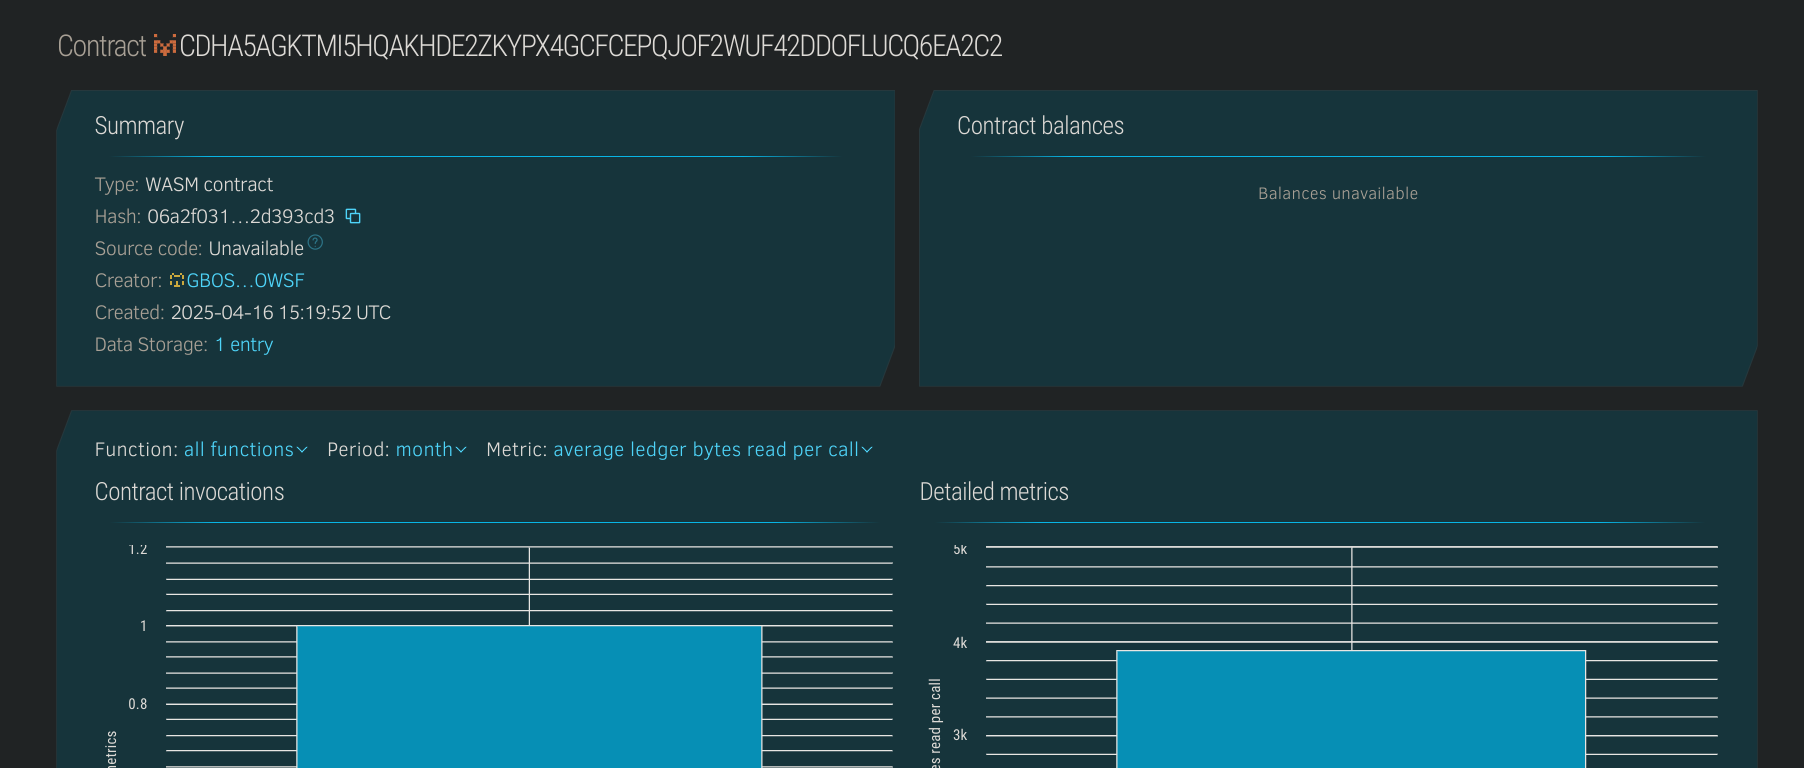 Contract CDHA5AGKTMI5HQAKHDE2ZKYPX4GCFCEPQJOF2WUF42DDOFLUCQ6EA2C2
Summary
Type: WASM contract
Hash: 06a2f031...2d393cd3
Source code: Unavailable ?
Creator: GBOS...OWSF
Created: 2025-04-16 15:19:52 UTC
Data Storage: 1 entry
Contract balances
Balances unavailable
Function: all functions Period: month Metric: average ledger bytes read per call
Contract invocations
1.2
1
0.8
Detailed metrics
5k
4k
3k
read per call